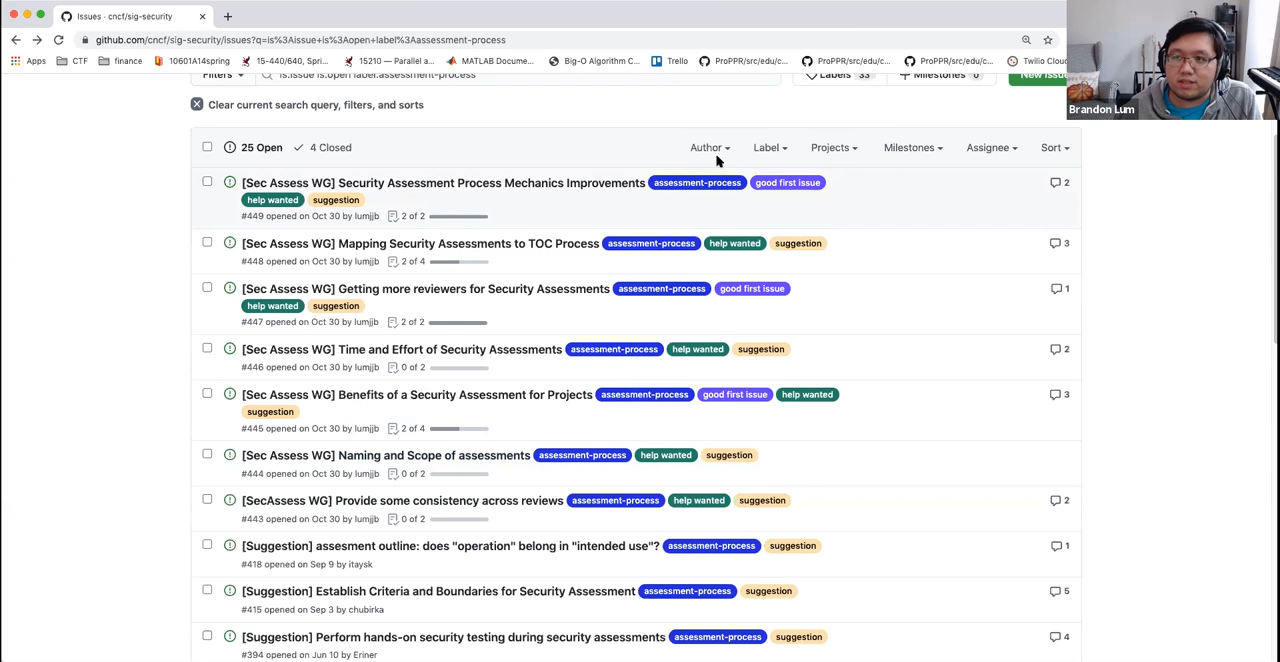 Issues · cncf/sig-security
github.com/cncf/sig-security/issues?q=is%3Aissue+is%3Aopen+label%3Aassessment-process
Apps CTF finance 10601A14spring 15-440/640, Spri... 15210 — Parallel a... MATLAB Docume... Big-O Algorithm C... Trello ProPPR/src/edu/c... ProPPR/src/edu/c... ProPPR/src/edu/c... Twilio Clou
Brandon Lum
Filters is:issue is:open label:assessment-process Labels 33 Milestones 0 New issue
Clear current search query, filters, and sorts
25 Open 4 Closed Author Label Projects Milestones Assignee Sort
[Sec Assess WG] Security Assessment Process Mechanics Improvements assessment-process good first issue 2
help wanted suggestion
#449 opened on Oct 30 by lumjjb 2 of 2
[Sec Assess WG] Mapping Security Assessments to TOC Process assessment-process help wanted suggestion 3
#448 opened on Oct 30 by lumjjb 2 of 4
[Sec Assess WG] Getting more reviewers for Security Assessments assessment-process good first issue 1
help wanted suggestion
#447 opened on Oct 30 by lumjjb 2 of 2
[Sec Assess WG] Time and Effort of Security Assessments assessment-process help wanted suggestion 2
#446 opened on Oct 30 by lumjjb 0 of 2
[Sec Assess WG] Benefits of a Security Assessment for Projects assessment-process good first issue help wanted 3
suggestion
#445 opened on Oct 30 by lumjjb 2 of 4
[Sec Assess WG] Naming and Scope of assessments assessment-process help wanted suggestion
#444 opened on Oct 30 by lumjjb 0 of 2
[SecAssess WG] Provide some consistency across reviews assessment-process help wanted suggestion 2
#443 opened on Oct 30 by lumjjb 0 of 2
[Suggestion] assesment outline: does "operation" belong in "intended use"? assessment-process suggestion 1
#418 opened on Sep 9 by itaysk
[Suggestion] Establish Criteria and Boundaries for Security Assessment assessment-process suggestion 5
#415 opened on Sep 3 by chubirka
[Suggestion] Perform hands-on security testing during security assessments assessment-process suggestion 4
#394 opened on Jun 10 by Eriner